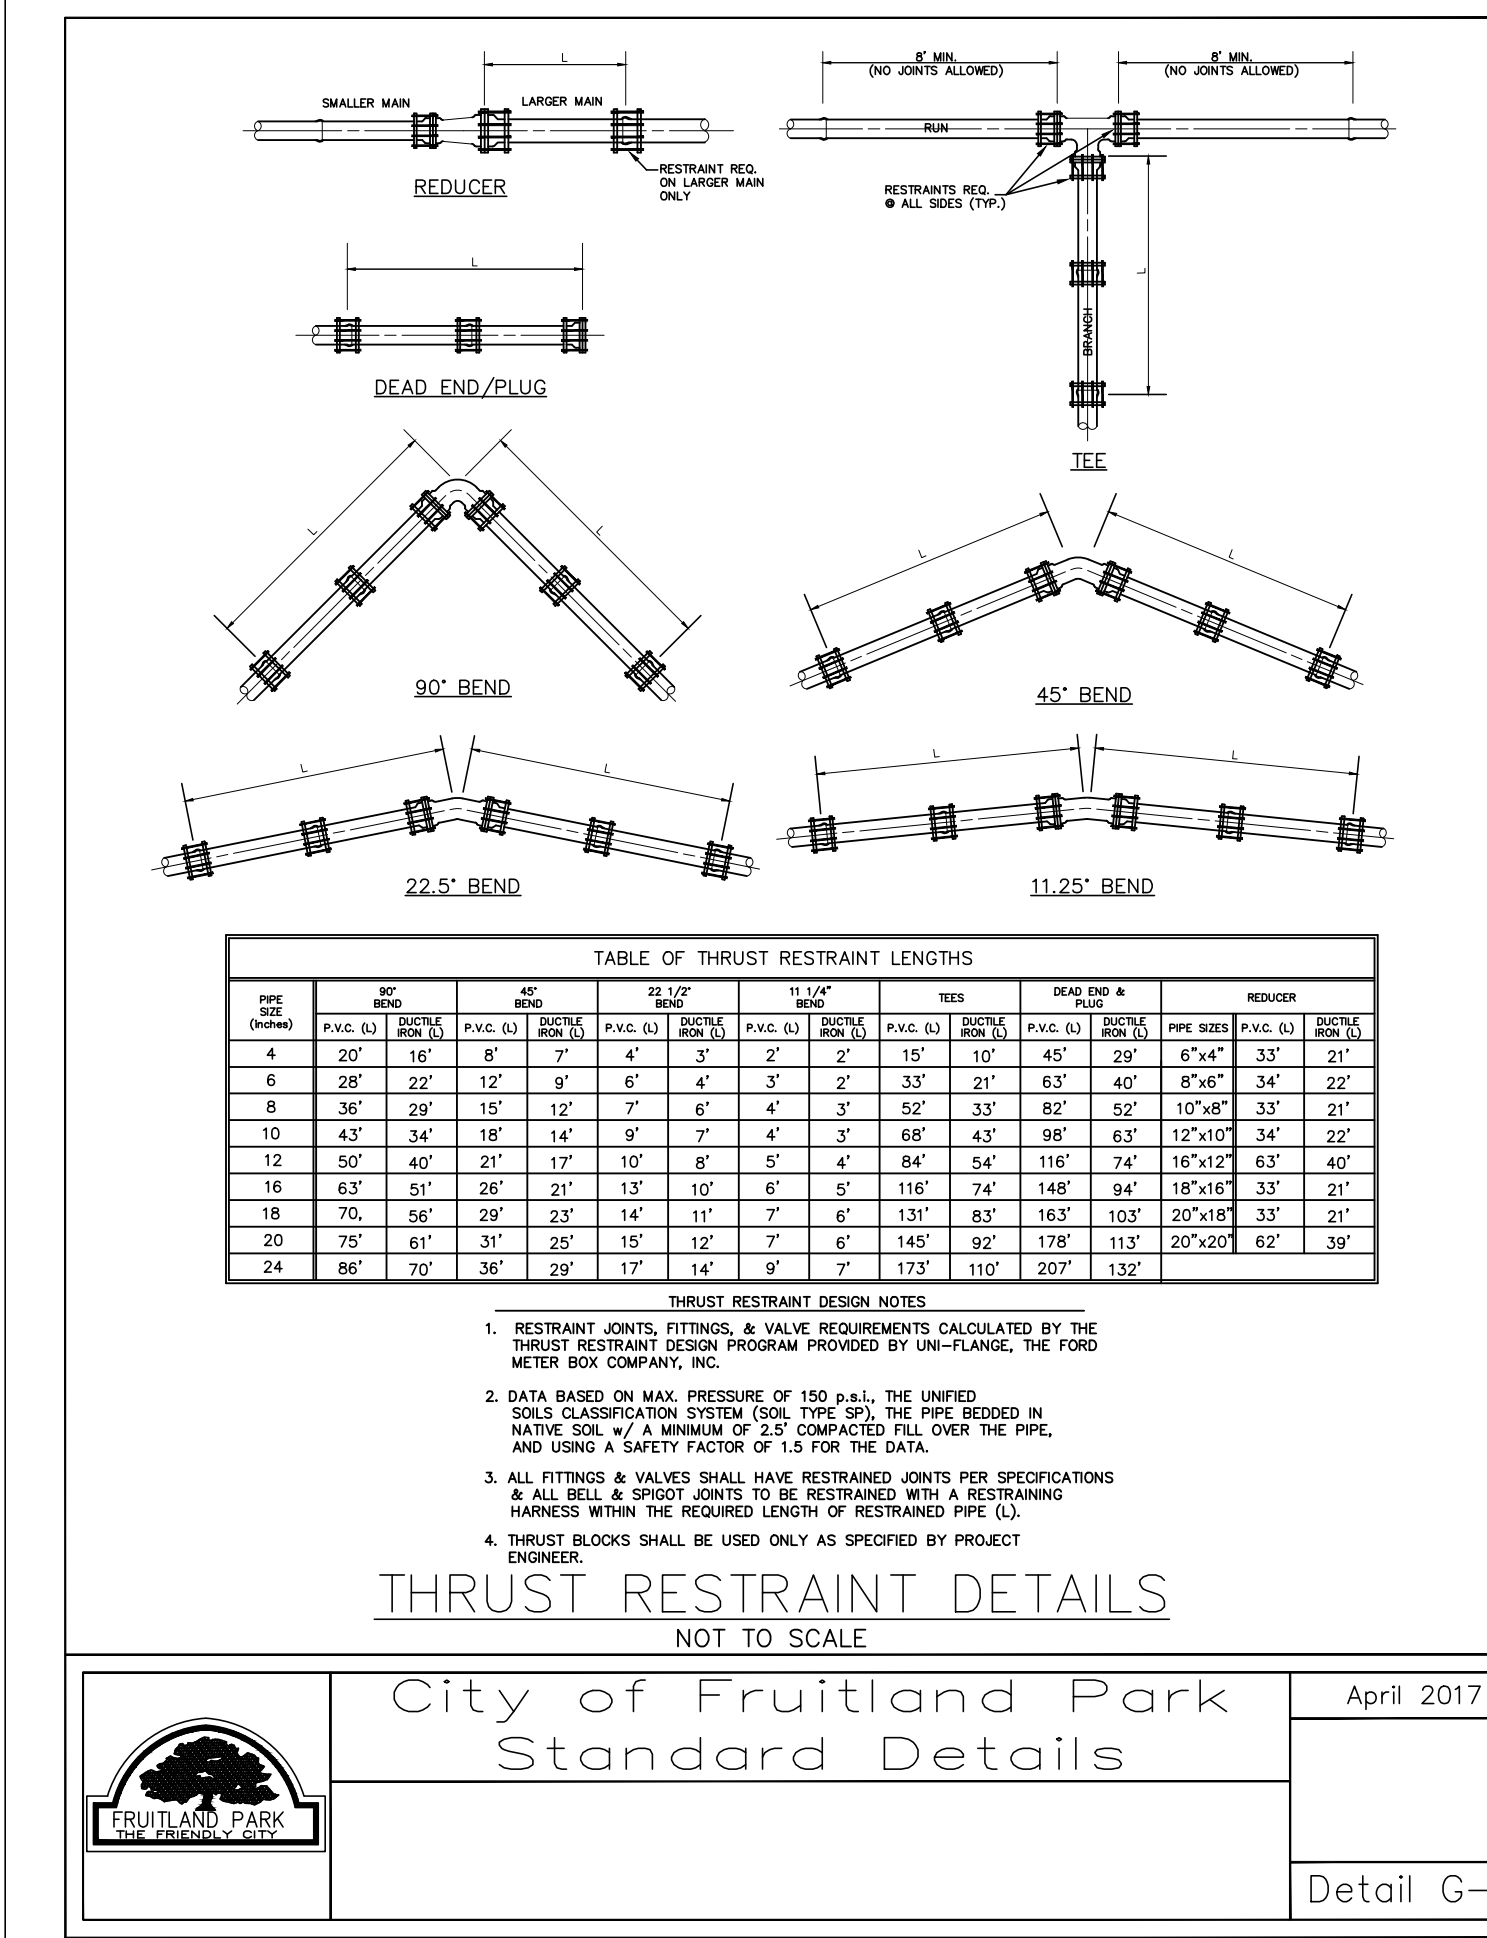 L
SMALLER MAIN
LARGER MAIN
RESTRAINT REQ.
ON LARGER MAIN
ONLY
REDUCER
8' MIN.
(NO JOINTS ALLOWED)
8' MIN.
(NO JOINTS ALLOWED)
RUN
RESTRAINTS REQ.
@ ALL SIDES (TYP.)
L
BRANCH
TEE
L
DEAD END/PLUG
L
L
90° BEND
L
L
45° BEND
L
L
22.5° BEND
L
L
11.25° BEND
TABLE OF THRUST RESTRAINT LENGTHS
PIPE SIZE (inches) 90° BEND 45° BEND 22 1/2° BEND 11 1/4" BEND TEES DEAD END & PLUG REDUCER
P.V.C. (L) DUCTILE IRON (L) P.V.C. (L) DUCTILE IRON (L) P.V.C. (L) DUCTILE IRON (L) P.V.C. (L) DUCTILE IRON (L) P.V.C. (L) DUCTILE IRON (L) P.V.C. (L) DUCTILE IRON (L) PIPE SIZES P.V.C. (L) DUCTILE IRON (L)
4 20' 16' 8' 7' 4' 3' 2' 2' 15' 10' 45' 29' 6"x4" 33' 21'
6 28' 22' 12' 9' 6' 4' 3' 2' 33' 21' 63' 40' 8"x6" 34' 22'
8 36' 29' 15' 12' 7' 6' 4' 3' 52' 33' 82' 52' 10"x8" 33' 21'
10 43' 34' 18' 14' 9' 7' 4' 3' 68' 43' 98' 63' 12"x10" 34' 22'
12 50' 40' 21' 17' 10' 8' 5' 4' 84' 54' 116' 74' 16"x12" 63' 40'
16 63' 51' 26' 21' 13' 10' 6' 5' 116' 74' 148' 94' 18"x16" 33' 21'
18 70, 56' 29' 23' 14' 11' 7' 6' 131' 83' 163' 103' 20"x18" 33' 21'
20 75' 61' 31' 25' 15' 12' 7' 6' 145' 92' 178' 113' 20"x20" 62' 39'
24 86' 70' 36' 29' 17' 14' 9' 7' 173' 110' 207' 132'
THRUST RESTRAINT DESIGN NOTES
1. RESTRAINT JOINTS, FITTINGS, & VALVE REQUIREMENTS CALCULATED BY THE
THRUST RESTRAINT DESIGN PROGRAM PROVIDED BY UNI-FLANGE, THE FORD
METER BOX COMPANY, INC.
2. DATA BASED ON MAX. PRESSURE OF 150 p.s.i., THE UNIFIED
SOILS CLASSIFICATION SYSTEM (SOIL TYPE SP), THE PIPE BEDDED IN
NATIVE SOIL w/ A MINIMUM OF 2.5' COMPACTED FILL OVER THE PIPE,
AND USING A SAFETY FACTOR OF 1.5 FOR THE DATA.
3. ALL FITTINGS & VALVES SHALL HAVE RESTRAINED JOINTS PER SPECIFICATIONS
& ALL BELL & SPIGOT JOINTS TO BE RESTRAINED WITH A RESTRAINING
HARNESS WITHIN THE REQUIRED LENGTH OF RESTRAINED PIPE (L).
4. THRUST BLOCKS SHALL BE USED ONLY AS SPECIFIED BY PROJECT
ENGINEER.
THRUST RESTRAINT DETAILS
NOT TO SCALE
FRUITLAND PARK
THE FRIENDLY CITY
City of Fruitland Park
Standard Details
April 2017
Detail G-